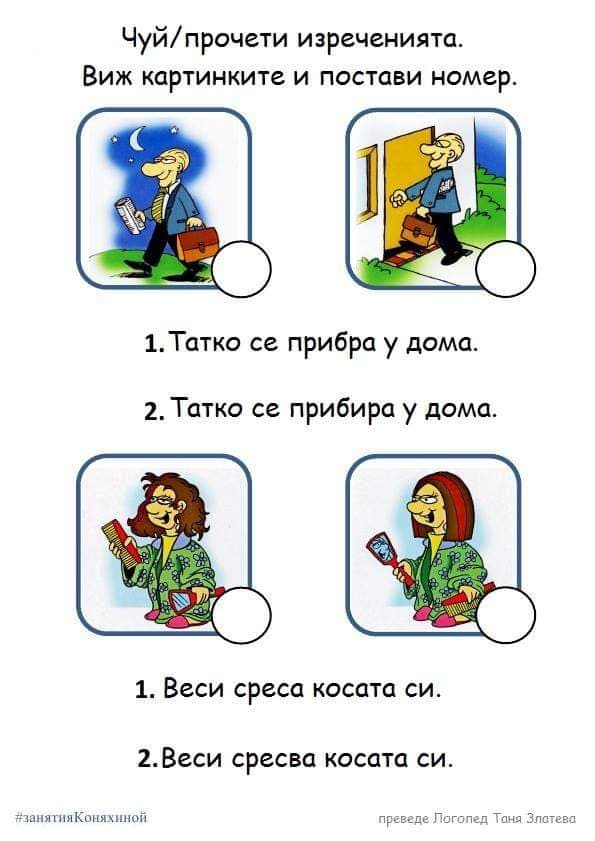 Чуй/прочети изреченията.
Виж картинките и постави номер.
1. Татко се прибра у дома.
2. Татко се прибира у дома.
1. Веси среса косата си.
2.Веси сресва косата си.
#занятияКоняхиной
преведе Логопед Таня Златева